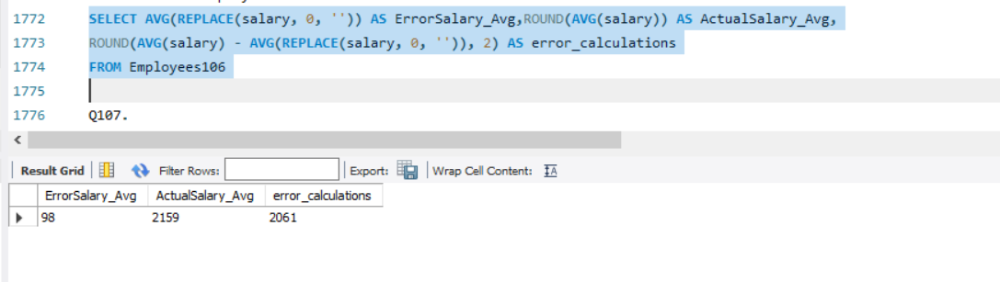 1772 SELECT AVG(REPLACE(salary, 0, '')) AS ErrorSalary_Avg,ROUND(AVG(salary)) AS ActualSalary_Avg,
1773 ROUND(AVG(salary) - AVG(REPLACE(salary, 0, '')), 2) AS error_calculations
1774 FROM Employees106
1775
1776 Q107.
Result Grid Filter Rows: Export: Wrap Cell Content: IA
ErrorSalary_Avg ActualSalary_Avg error_calculations
98 2159 2061